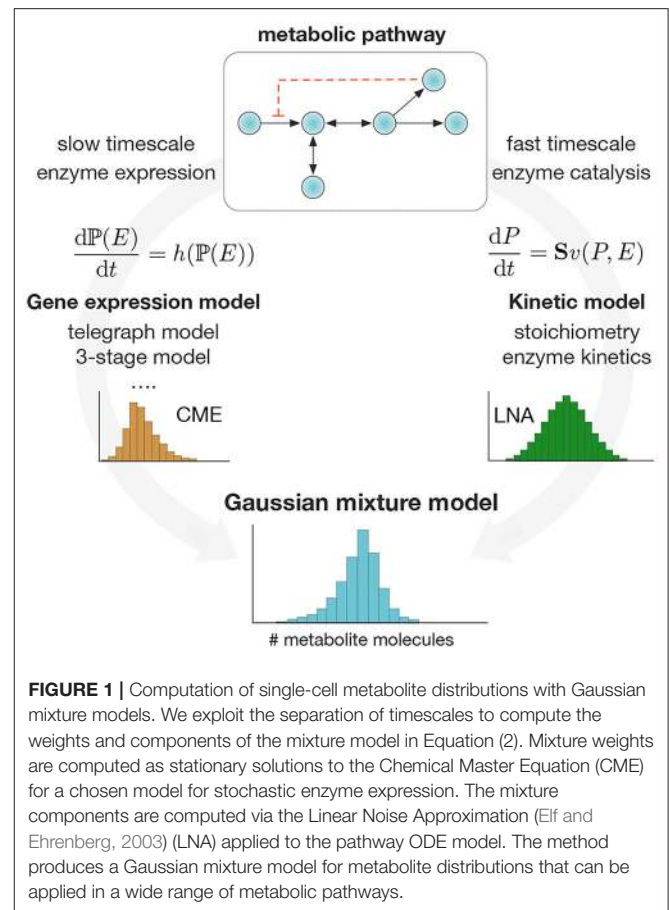 metabolic pathway
slow timescale
enzyme expression
fast timescale
enzyme catalysis
dℙ(E)/dt = h(ℙ(E))
dP/dt = Sv(P, E)
Gene expression model
telegraph model
3-stage model
....
CME
Kinetic model
stoichiometry
enzyme kinetics
LNA
Gaussian mixture model
# metabolite molecules
FIGURE 1 | Computation of single-cell metabolite distributions with Gaussian
mixture models. We exploit the separation of timescales to compute the
weights and components of the mixture model in Equation (2). Mixture weights
are computed as stationary solutions to the Chemical Master Equation (CME)
for a chosen model for stochastic enzyme expression. The mixture
components are computed via the Linear Noise Approximation (Elf and
Ehrenberg, 2003) (LNA) applied to the pathway ODE model. The method
produces a Gaussian mixture model for metabolite distributions that can be
applied in a wide range of metabolic pathways.